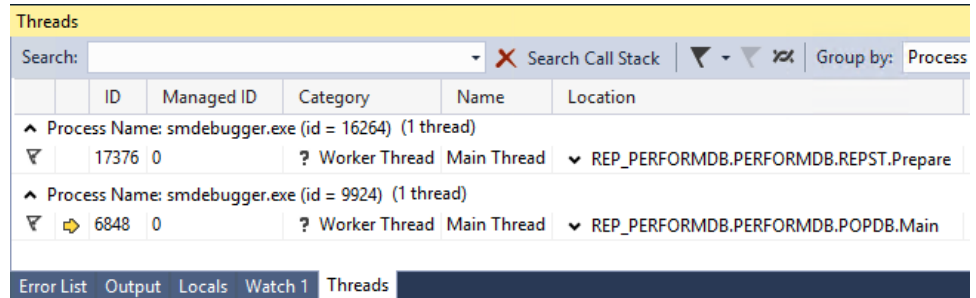 Threads
Search: Search Call Stack Group by: Process
ID Managed ID Category Name Location
Process Name: smdebugger.exe (id = 16264) (1 thread)
17376 0 ? Worker Thread Main Thread REP_PERFORMDB.PERFORMDB.REPST.Prepare
Process Name: smdebugger.exe (id = 9924) (1 thread)
6848 0 ? Worker Thread Main Thread REP_PERFORMDB.PERFORMDB.POPDB.Main
Error List Output Locals Watch 1 Threads